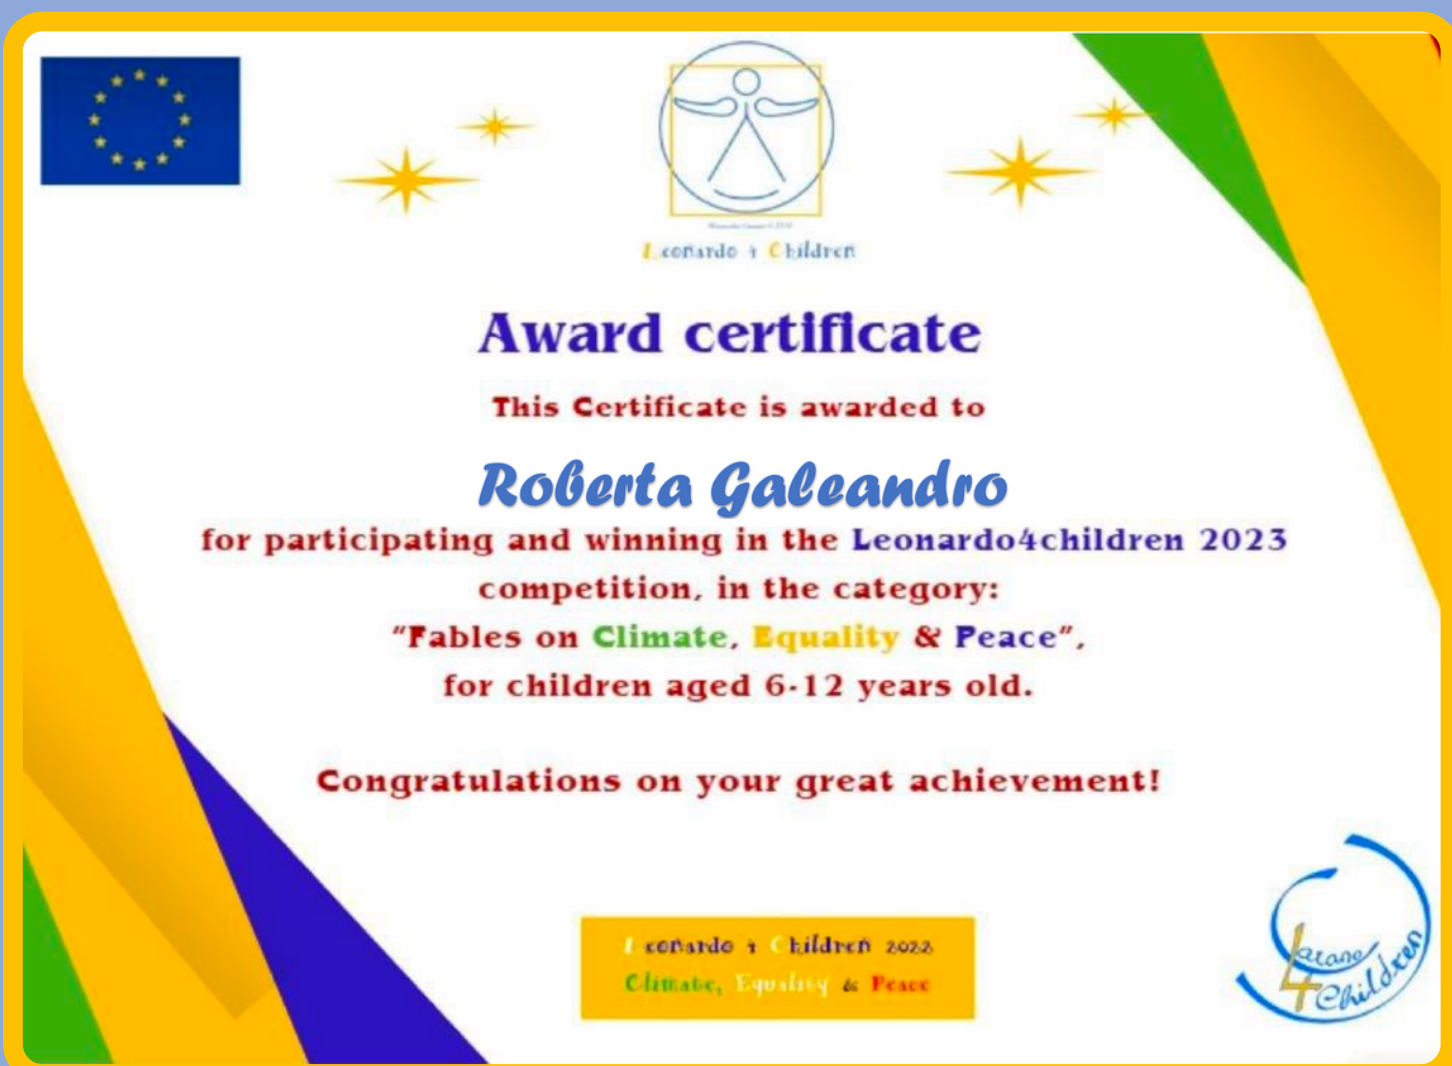 Leonardo 4 Children
Award certificate
This Certificate is awarded to
Roberta Galeandro
for participating and winning in the Leonardo4children 2023
competition, in the category:
"Fables on Climate, Equality & Peace",
for children aged 6-12 years old.
Congratulations on your great achievement!
Leonardo 4 Children 2022
Climate, Equality & Peace
4
Children